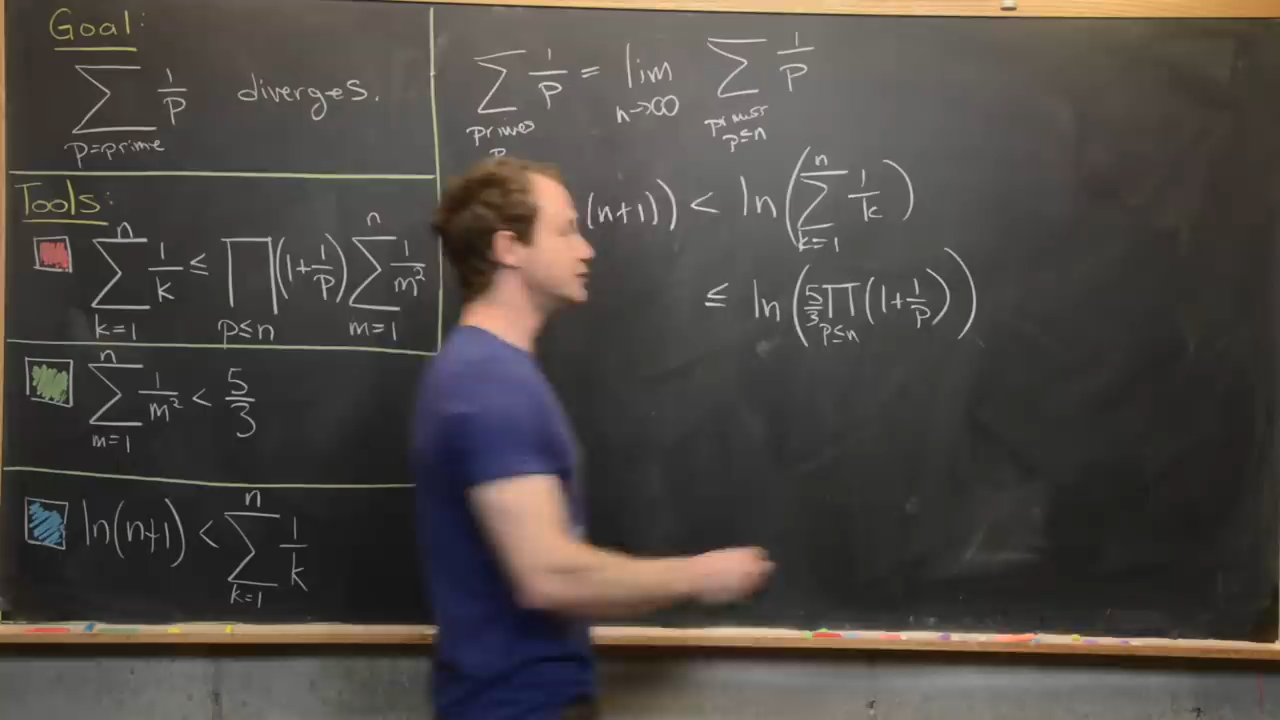 Goal:
∑ 1/p diverges.
p=prime
Tools:
n
∑ 1/k ≤ ∏ (1+1/p) ∑ 1/m²
k=1 p≤n m=1
n
∑ 1/m² < 5/3
m=1
ln(n+1) < ∑ 1/k
n
k=1
∑ 1/p = lim ∑ 1/p
primes p n→∞ primes p≤n
(n+1)) < ln(∑ 1/k)
n
k=1
≤ ln(5/3 ∏ (1+1/p))
p≤n